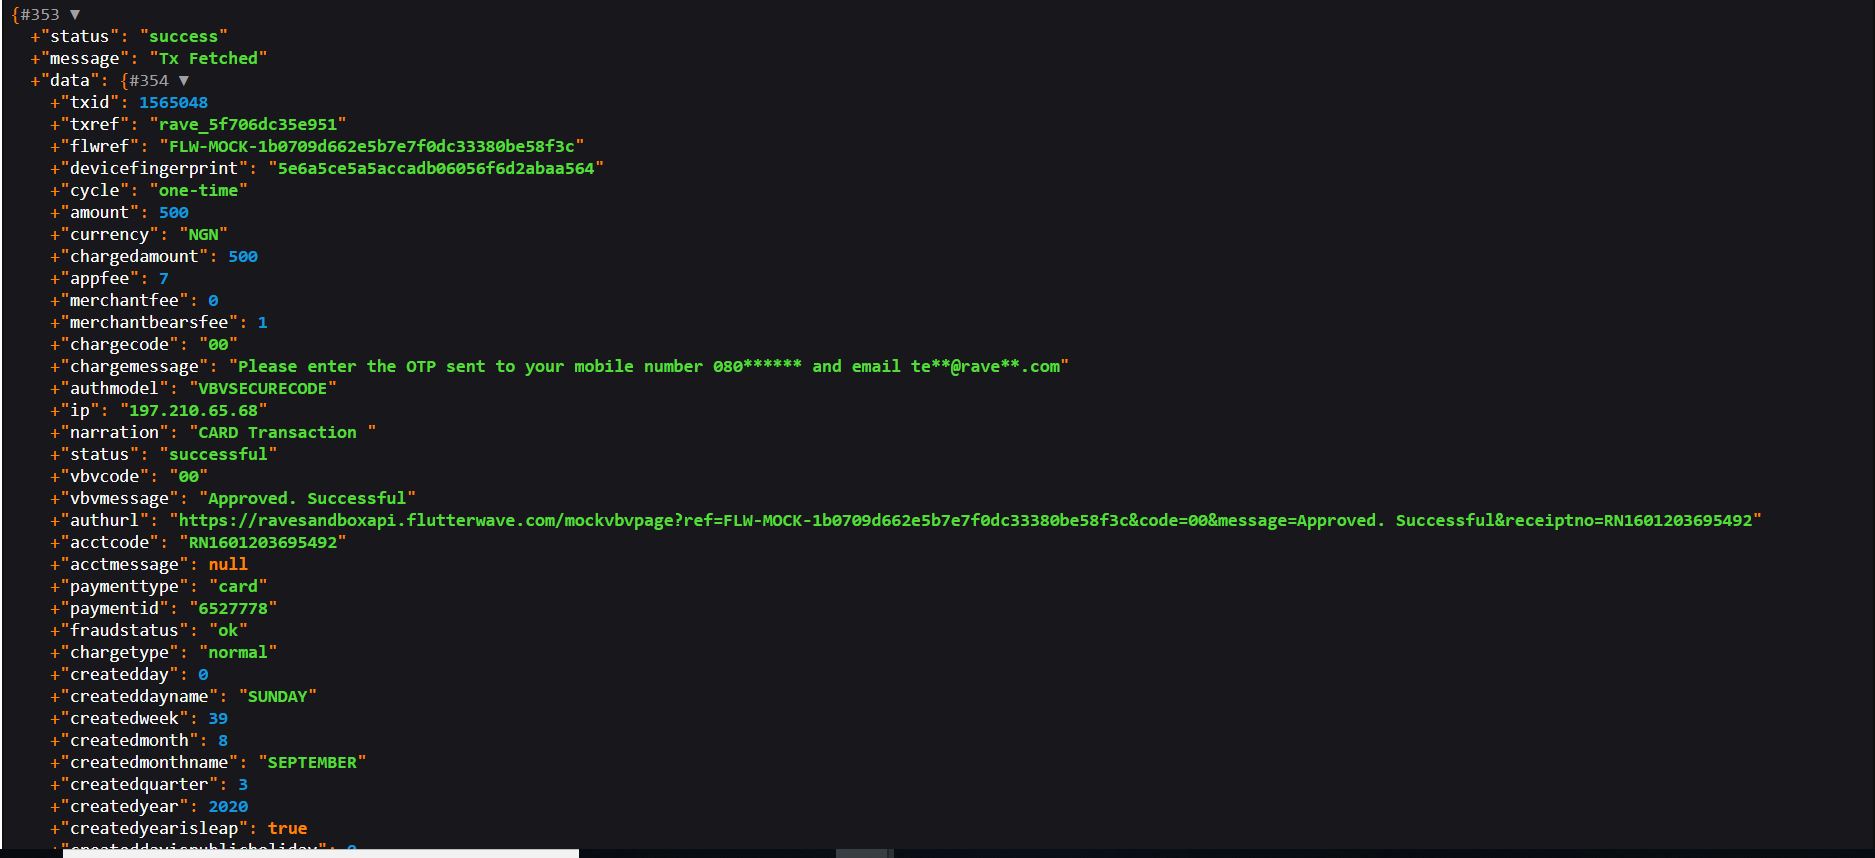 {#353 ▼
+"status": "success"
+"message": "Tx Fetched"
+"data": {#354 ▼
+"txid": 1565048
+"txref": "rave_5f706dc35e951"
+"flwref": "FLW-MOCK-1b0709d662e5b7e7f0dc33380be58f3c"
+"devicefingerprint": "5e6a5ce5a5accadb06056f6d2abaa564"
+"cycle": "one-time"
+"amount": 500
+"currency": "NGN"
+"chargedamount": 500
+"appfee": 7
+"merchantfee": 0
+"merchantbearsfee": 1
+"chargecode": "00"
+"chargemessage": "Please enter the OTP sent to your mobile number 080****** and email te**@rave**.com"
+"authmodel": "VBVSECURECODE"
+"ip": "197.210.65.68"
+"narration": "CARD Transaction "
+"status": "successful"
+"vbvcode": "00"
+"vbvmessage": "Approved. Successful"
+"authurl": "https://ravesandboxapi.flutterwave.com/mockvbvpage?ref=FLW-MOCK-1b0709d662e5b7e7f0dc33380be58f3c&code=00&message=Approved. Successful&receiptno=RN1601203695492"
+"acctcode": "RN1601203695492"
+"acctmessage": null
+"paymenttype": "card"
+"paymentid": "6527778"
+"fraudstatus": "ok"
+"chargetype": "normal"
+"createdday": 0
+"createddayname": "SUNDAY"
+"createdweek": 39
+"createdmonth": 8
+"createdmonthname": "SEPTEMBER"
+"createdquarter": 3
+"createdyear": 2020
+"createdyearisleap": true
+"createddayispublicholiday": 0